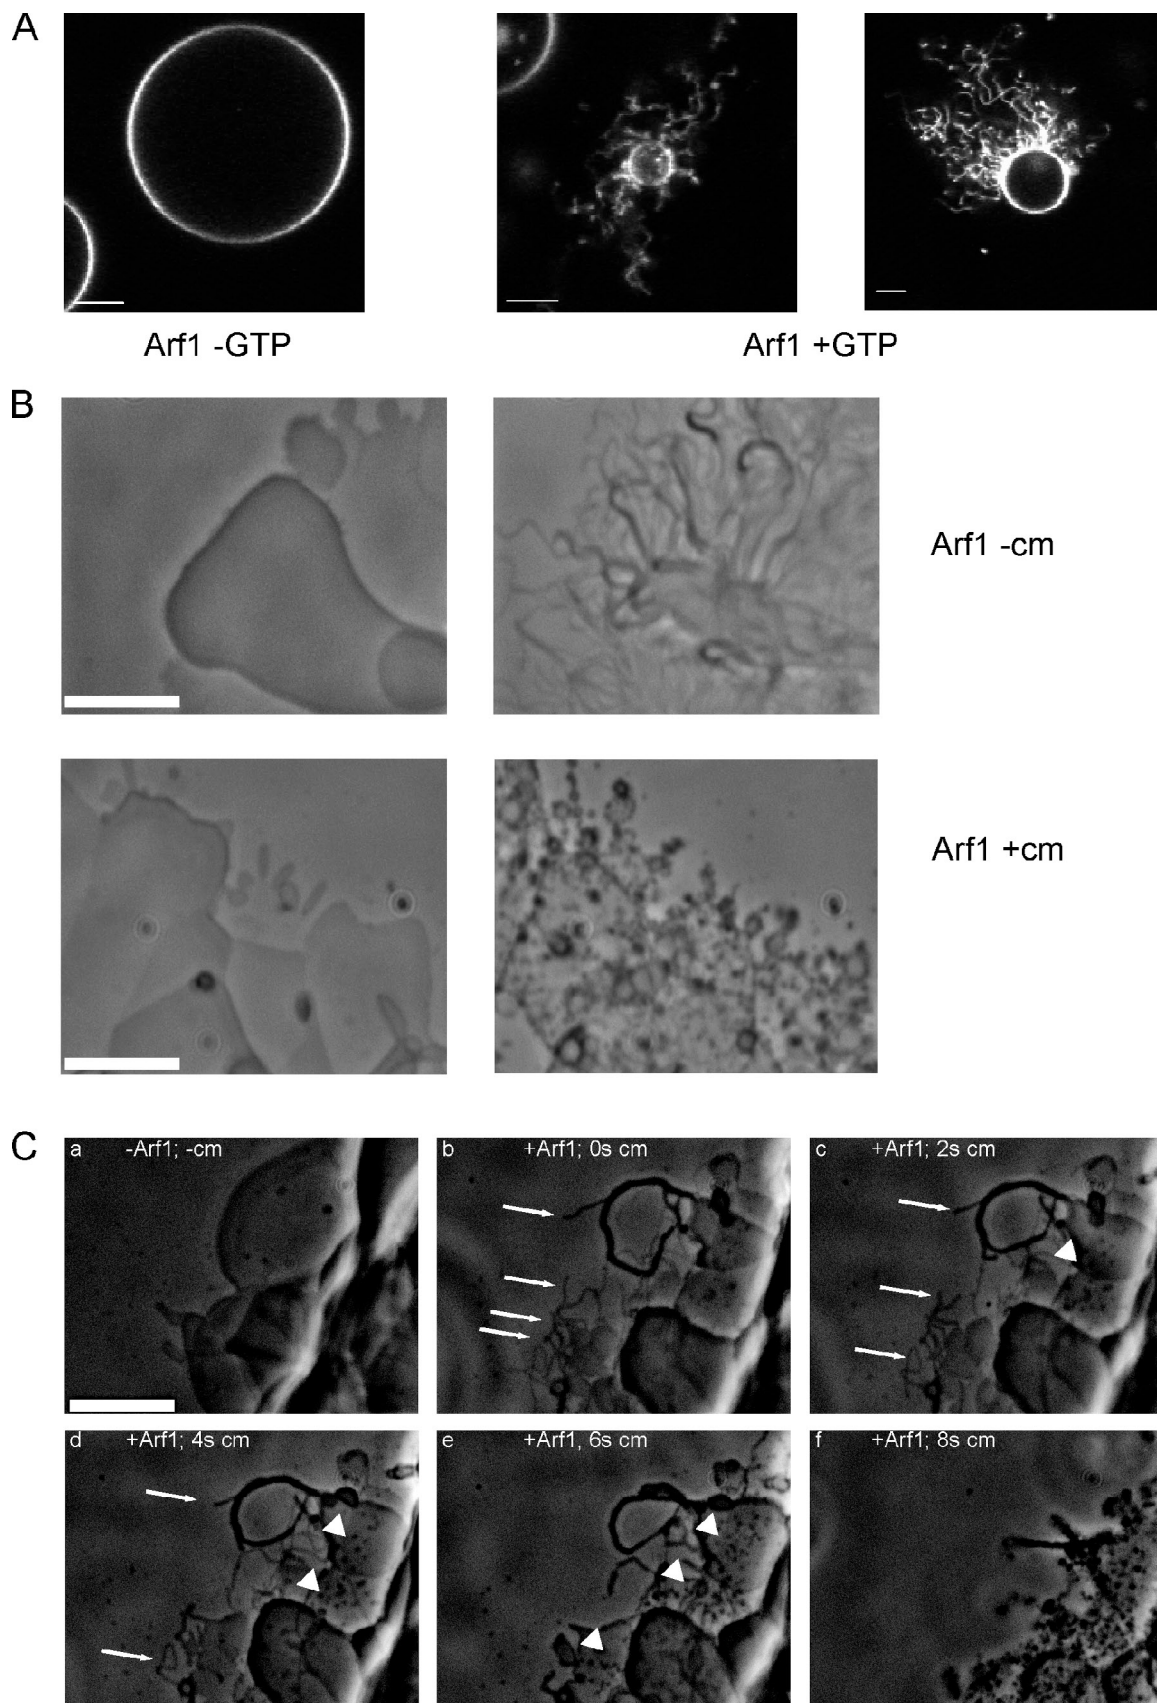 A
Arf1 -GTP
Arf1 +GTP
B
Arf1 -cm
Arf1 +cm
C
a -Arf1; -cm
b +Arf1; 0s cm
c +Arf1; 2s cm
d +Arf1; 4s cm
e +Arf1, 6s cm
f +Arf1; 8s cm